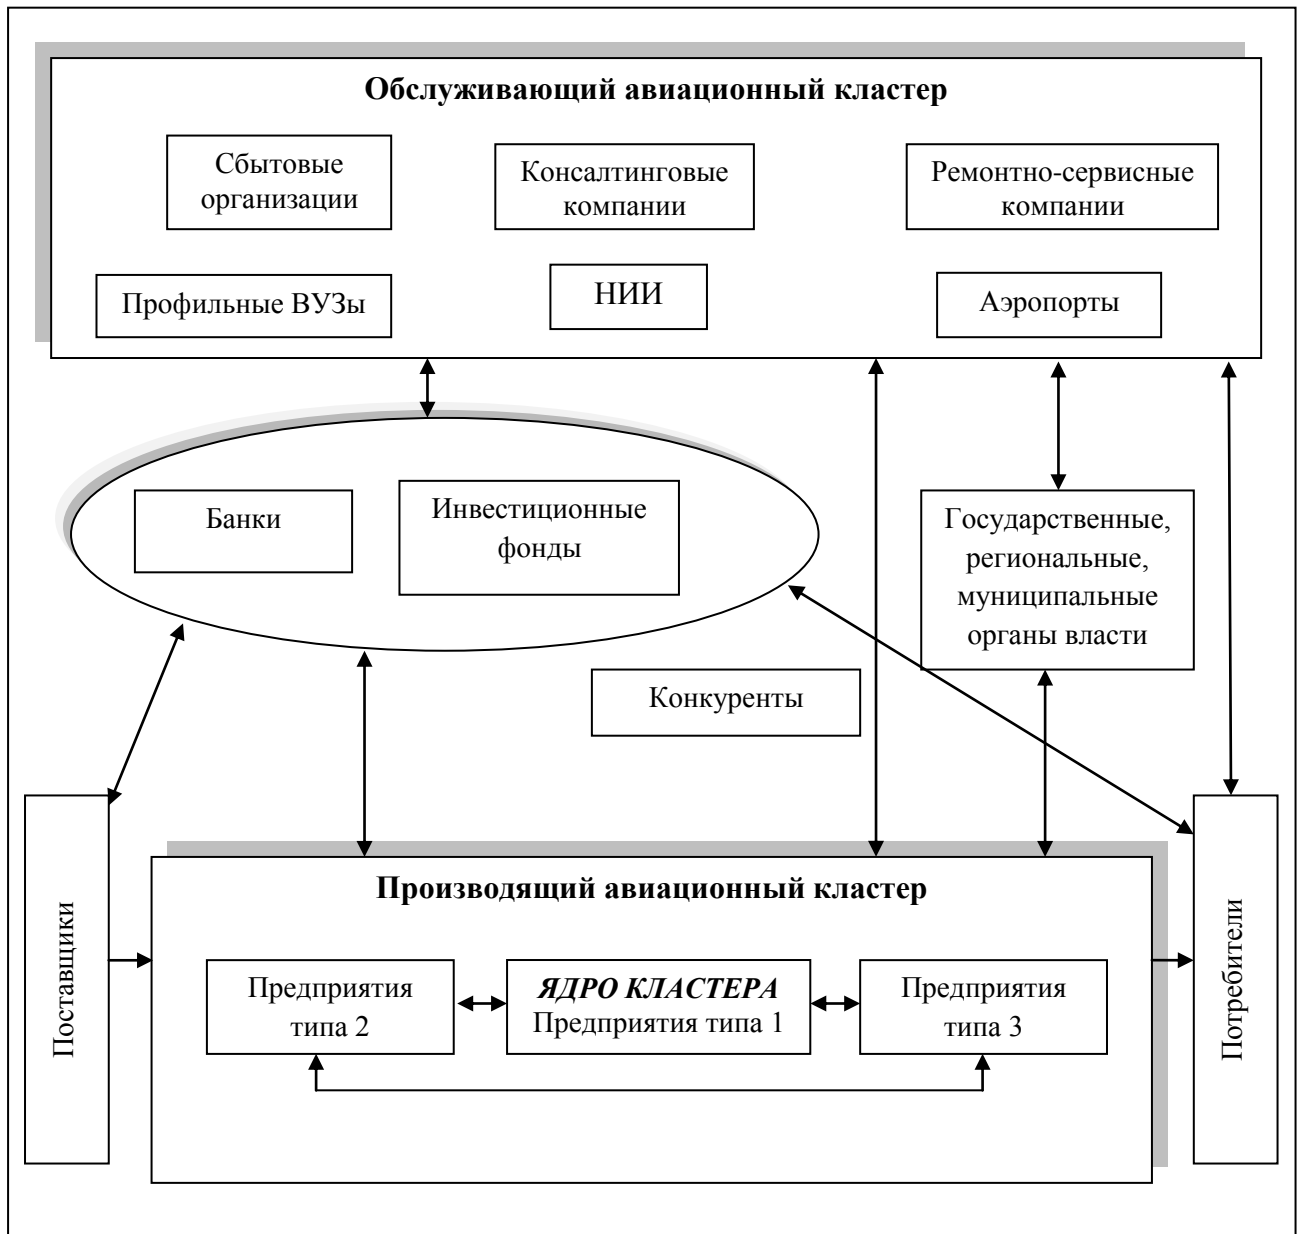 Обслуживающий авиационный кластер
Сбытовые
организации
Консалтинговые
компании
Ремонтно-сервисные
компании
Профильные ВУЗы
НИИ
Аэропорты
Банки
Инвестиционные
фонды
Государственные,
региональные,
муниципальные
органы власти
Конкуренты
Поставщики
Производящий авиационный кластер
Предприятия
типа 2
ЯДРО КЛАСТЕРА
Предприятия типа 1
Предприятия
типа 3
Потребители